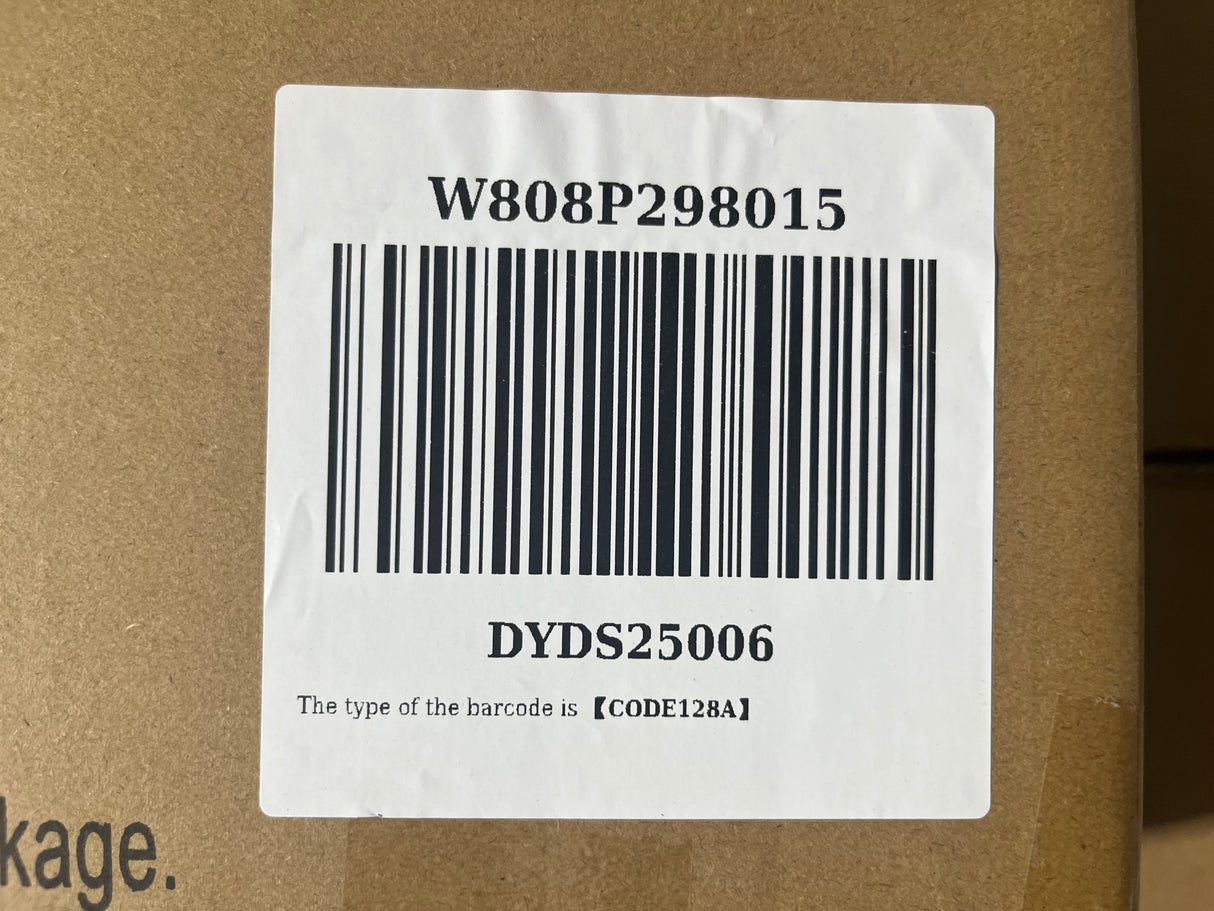 W808P298015
DYDS25006
The type of the barcode is 【CODE128A】
kage.